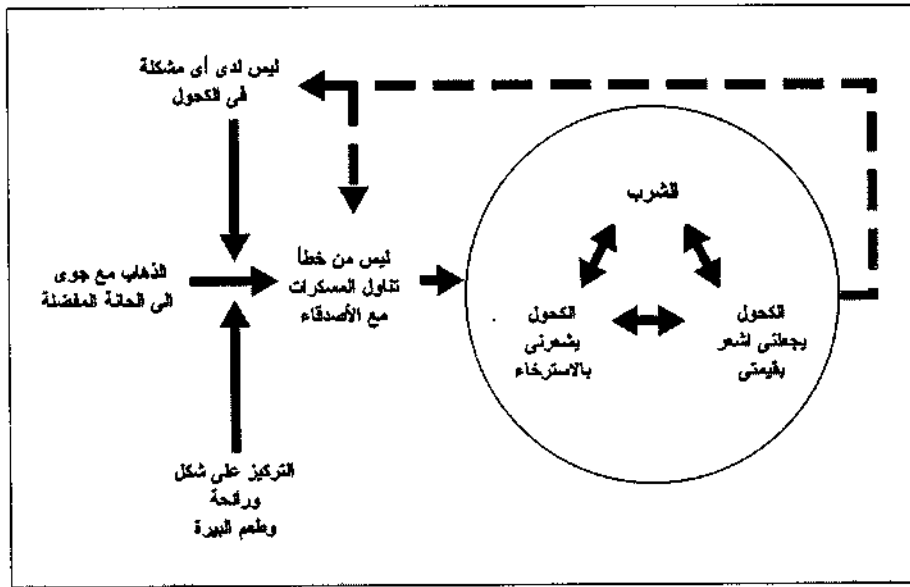 ليس لدى أى مشكلة
فى الكحول
الشرب
الذهاب مع جوى
الى الحانة المفضلة
ليس من خطأ
تناول المسكرات
مع الأصدقاء
الكحول
يشعرنى
بالاسترخاء
الكحول
يجعلنى اشعر
بقيمتى
التركيز على شكل
ورائحة
وطعم البيرة